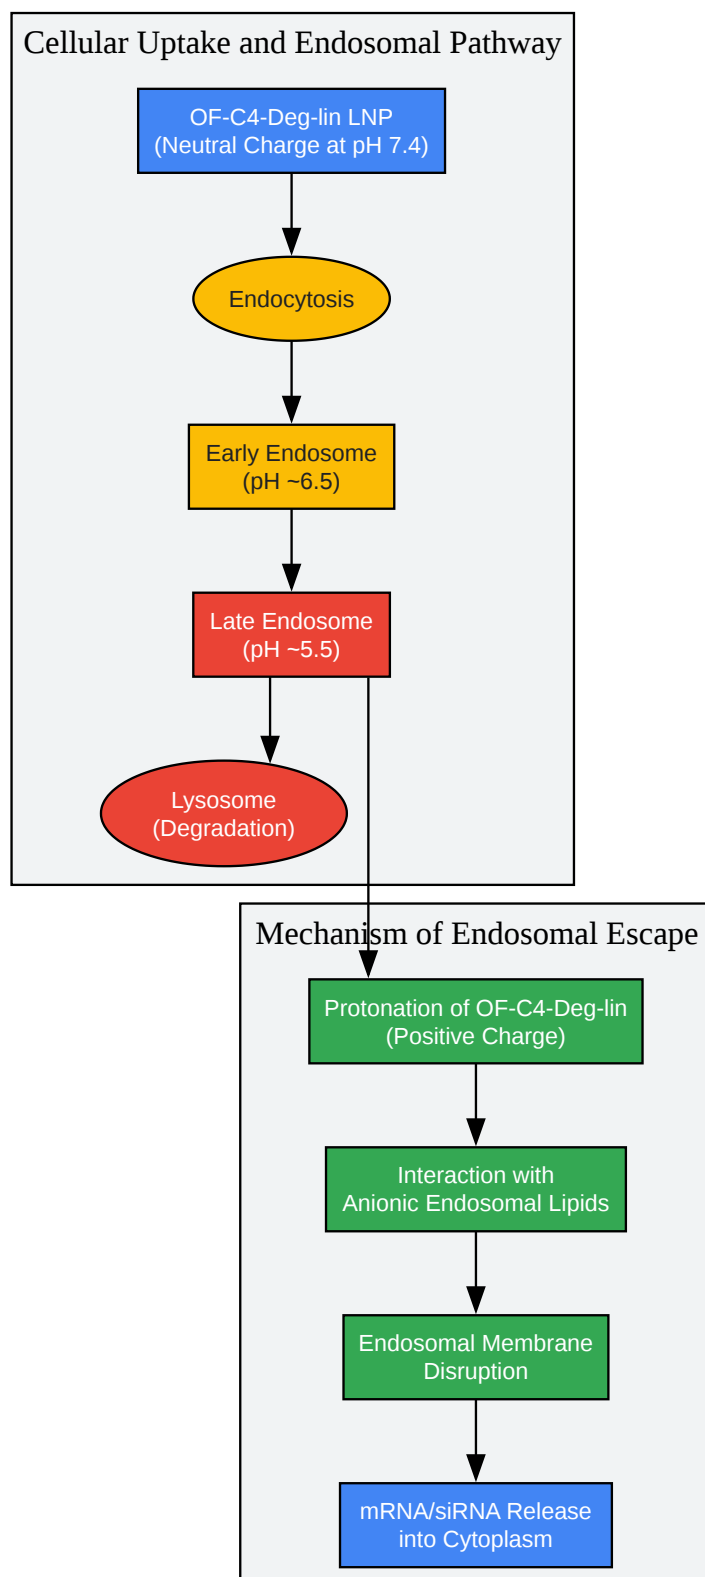 Cellular Uptake and Endosomal Pathway
OF-C4-Deg-lin LNP
(Neutral Charge at pH 7.4)
Endocytosis
Early Endosome
(pH ~6.5)
Late Endosome
(pH ~5.5)
Lysosome
(Degradation)
Mechanism of Endosomal Escape
Protonation of OF-C4-Deg-lin
(Positive Charge)
Interaction with
Anionic Endosomal Lipids
Endosomal Membrane
Disruption
mRNA/siRNA Release
into Cytoplasm